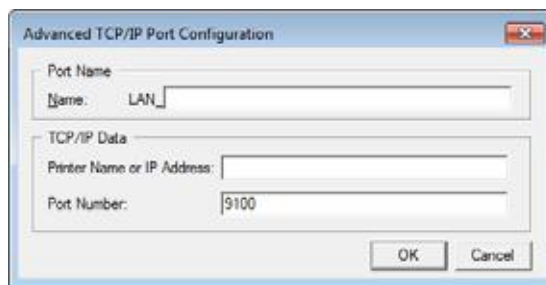 Advanced TCP/IP Port Configuration
Port Name
Name: LAN_
TCP/IP Data
Printer Name or IP Address:
Port Number: 9100
OK Cancel